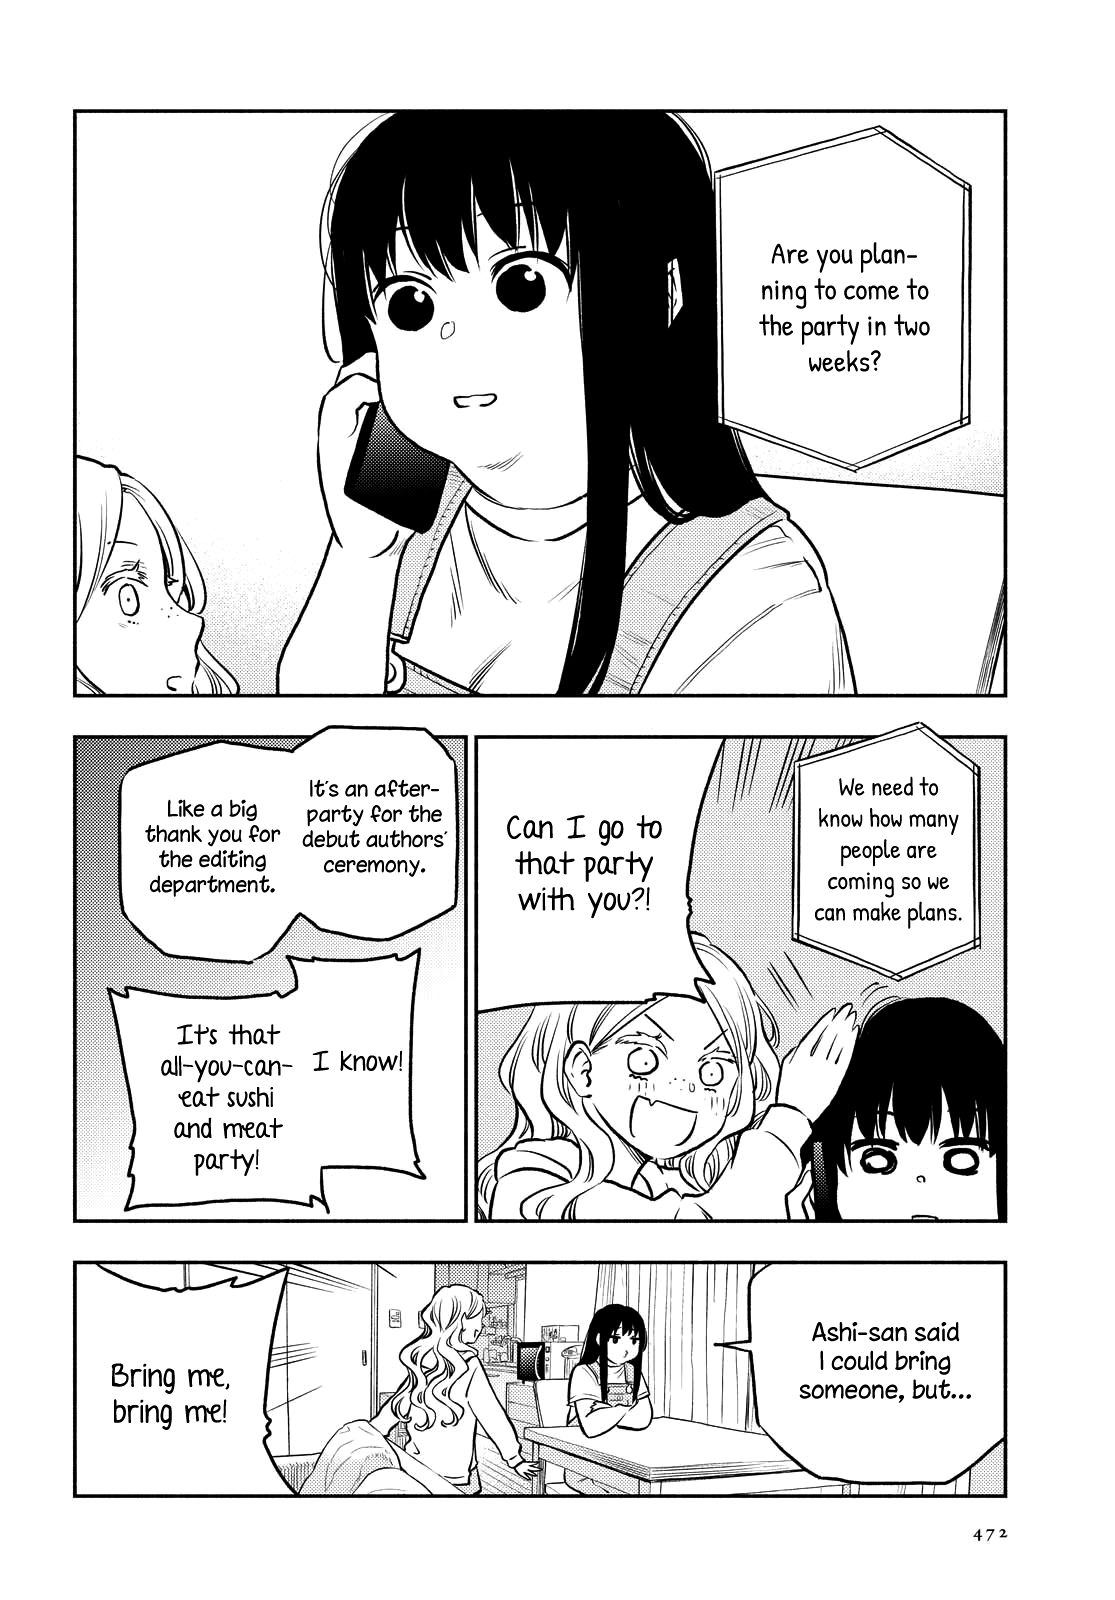 Are you plan-
ning to come to
the party in two
weeks?
We need to
know how many
people are
coming so we
can make plans.
Can I go to
that party
with you?!
It's an after-
party for the
debut authors'
ceremony.
Like a big
thank you for
the editing
department.
I know!
It's that
all-you-can-
eat sushi
and meat
party!
Ashi-san said
I could bring
someone, but...
Bring me,
bring me!
472